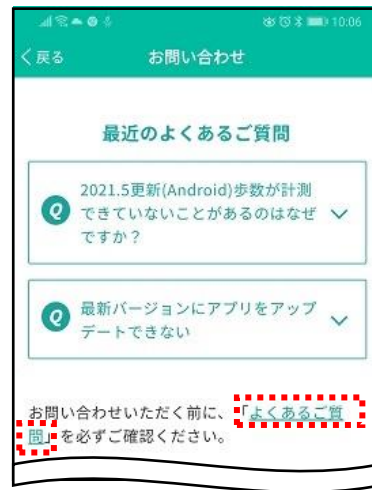 10:06
戻る
お問い合わせ
最近のよくあるご質問
Q
2021.5更新(Android)歩数が計測
できていないことがあるのはなぜ
ですか？
Q
最新バージョンにアプリをアップ
デートできない
お問い合わせいただく前に、「よくあるご質
問」を必ずご確認ください。